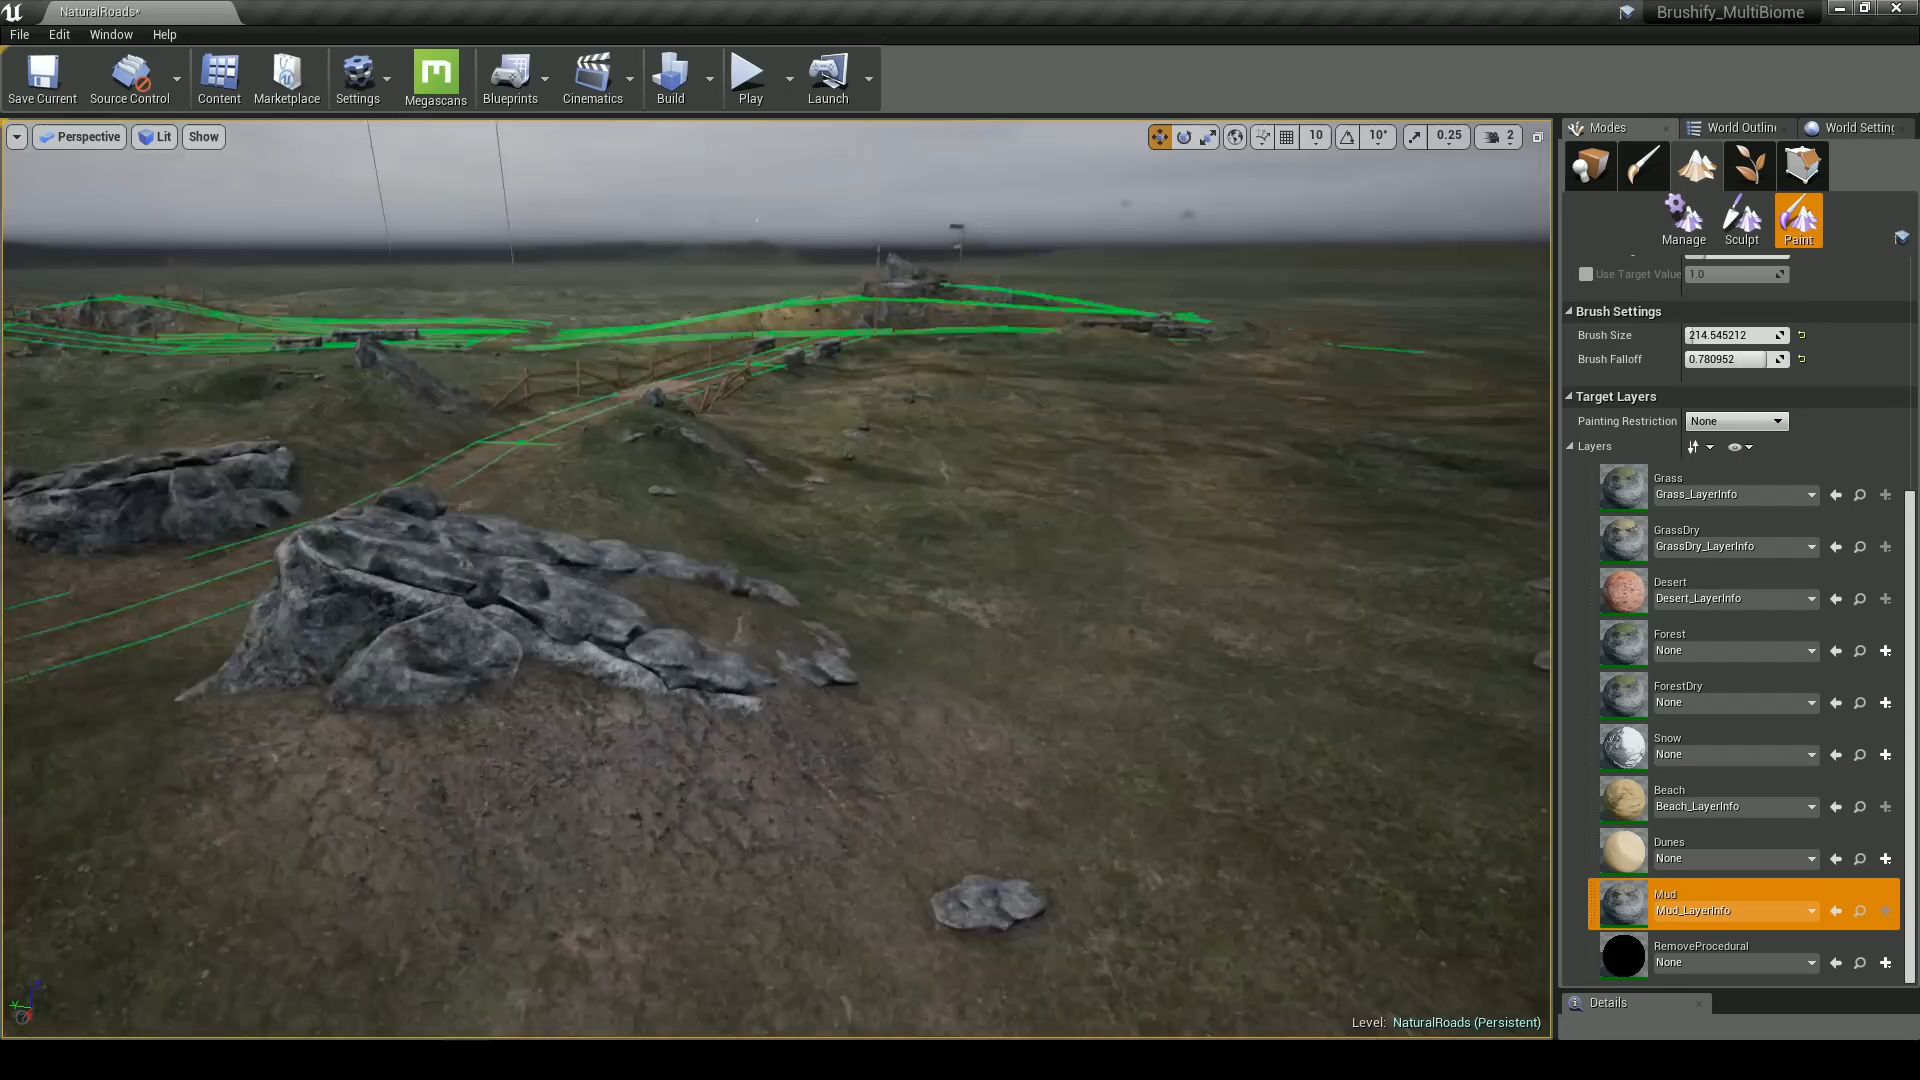 NaturalRoads*
Brushify_MultiBiome
File Edit Window Help
Save Current Source Control Content Marketplace Settings Megascans Blueprints Cinematics Build Play Launch
Perspective Lit Show
10 10° 0.25 2
Modes World Outlin World Setting
Manage Sculpt Paint
Use Target Value 1.0
Brush Settings
Brush Size 214.545212
Brush Falloff 0.780952
Target Layers
Painting Restriction None
Layers
Grass
Grass_LayerInfo
GrassDry
GrassDry_LayerInfo
Desert
Desert_LayerInfo
Forest
None
ForestDry
None
Snow
None
Beach
Beach_LayerInfo
Dunes
None
Mud
Mud_LayerInfo
RemoveProcedural
None
Details
Level: NaturalRoads (Persistent)